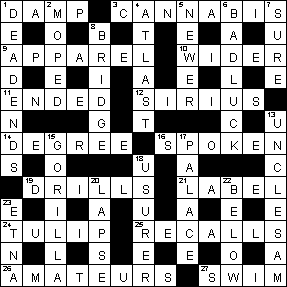 1 D A 2 M P 3 C 4 A N 5 N A 6 B I 7 S
E O 8 B T E A U
9 A P P A R E L 10 W I D E R
D E I A E L E
11 E N D E D 12 S I R I U S
N G T C 13 U
14 D E 15 G R E E 16 S 17 P O K E N
S O 18 U A C
19 D R I 20 L L S 21 L A 22 B E L
23 E I A U A E E
24 T U L I P 25 R E C A L L S
N L S E E O A
26 A M A T E U R S 27 S W I M